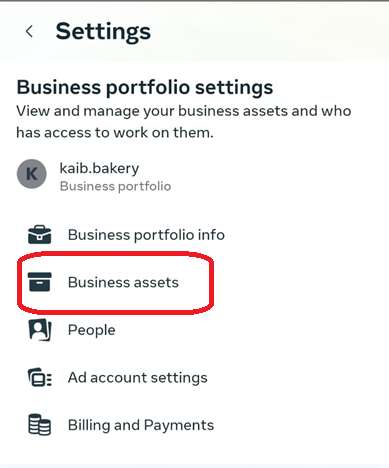 Settings
Business portfolio settings
View and manage your business assets and who
has access to work on them.
K
kaib.bakery
Business portfolio
Business portfolio info
Business assets
People
Ad account settings
Billing and Payments